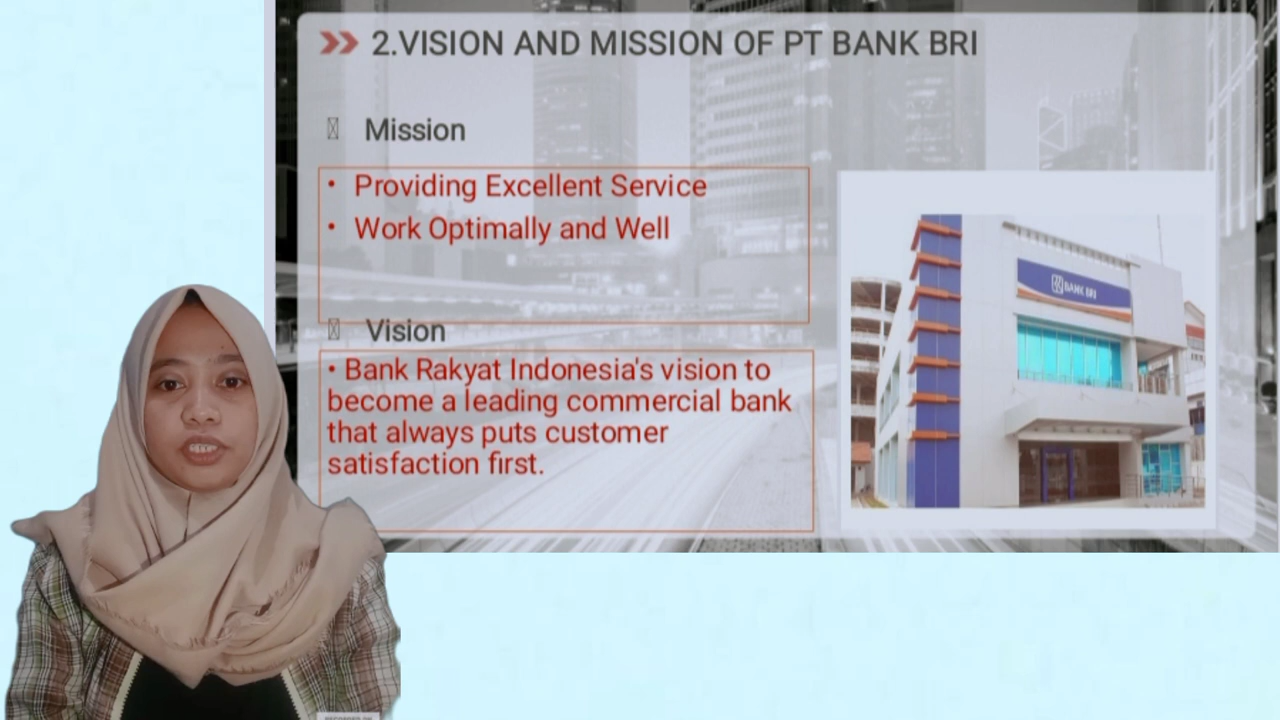 2.VISION AND MISSION OF PT BANK BRI
Mission
• Providing Excellent Service
• Work Optimally and Well
Vision
• Bank Rakyat Indonesia's vision to
become a leading commercial bank
that always puts customer
satisfaction first.
BANK BRI